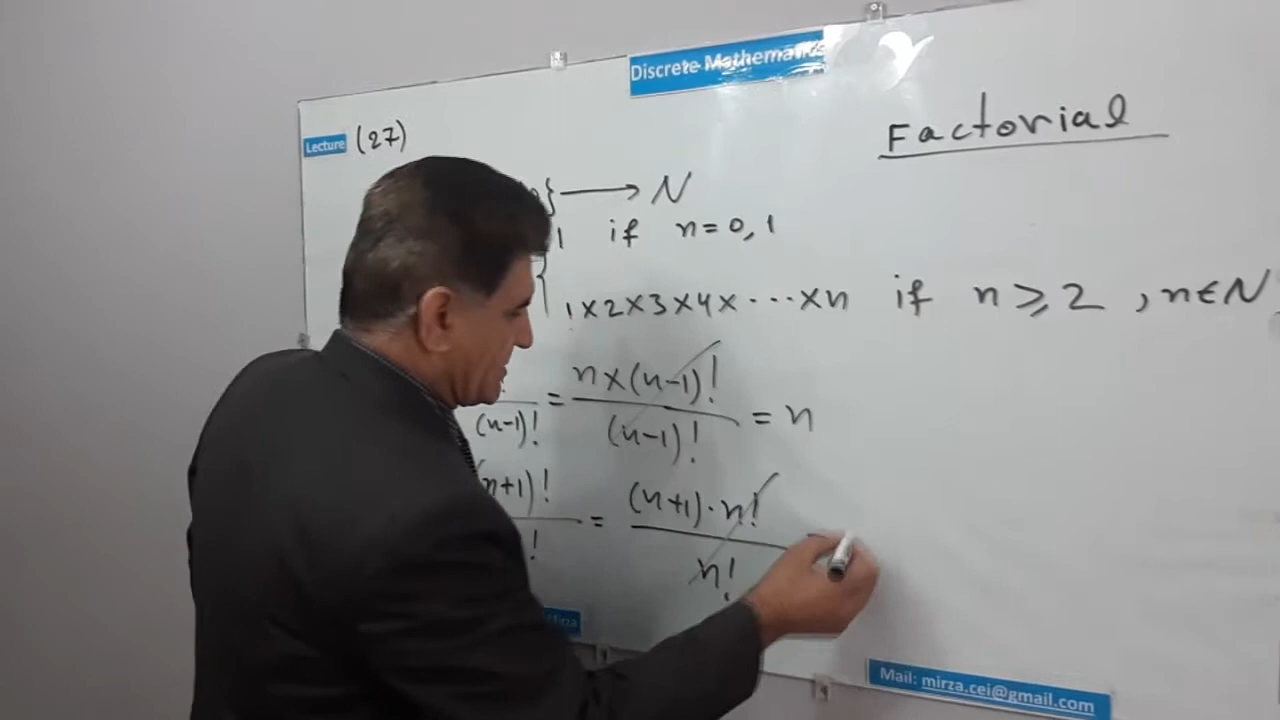 Discrete Mathematics
Factorial
Lecture (27)
} ⟶ N
1 if n = 0, 1
{ 1 × 2 × 3 × 4 × ... × n if n ≥ 2 , n ∈ N
(n-1)! = n × (n-1)! / (n-1)! = n
n+1)! / ! = (n+1) · n! / n!
Mail: mirza.cei@gmail.com